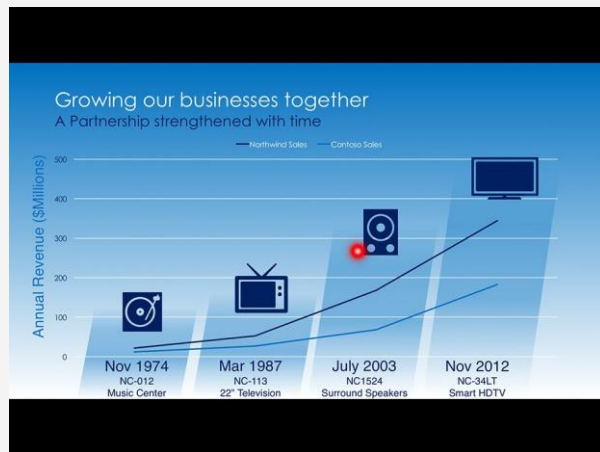 Growing our businesses together
A Partnership strengthened with time
Northwind Sales
Contoso Sales
Annual Revenue ($Millions)
500
400
300
200
100
0
Nov 1974
NC-012
Music Center
Mar 1987
NC-113
22" Television
July 2003
NC1524
Surround Speakers
Nov 2012
NC-34LT
Smart HDTV